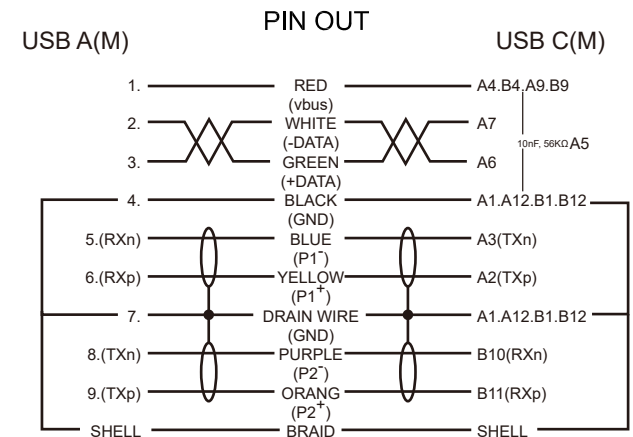 PIN OUT
USB A(M) USB C(M)
1. RED A4.B4.A9.B9
(vbus)
2. WHITE A7
(-DATA) 10nF, 56KΩ A5
3. GREEN A6
(+DATA)
4. BLACK A1.A12.B1.B12
(GND)
5.(RXn) BLUE A3(TXn)
(P1-)
6.(RXp) YELLOW A2(TXp)
(P1+)
7. DRAIN WIRE A1.A12.B1.B12
(GND)
8.(TXn) PURPLE B10(RXn)
(P2-)
9.(TXp) ORANG B11(RXp)
(P2+)
SHELL BRAID SHELL